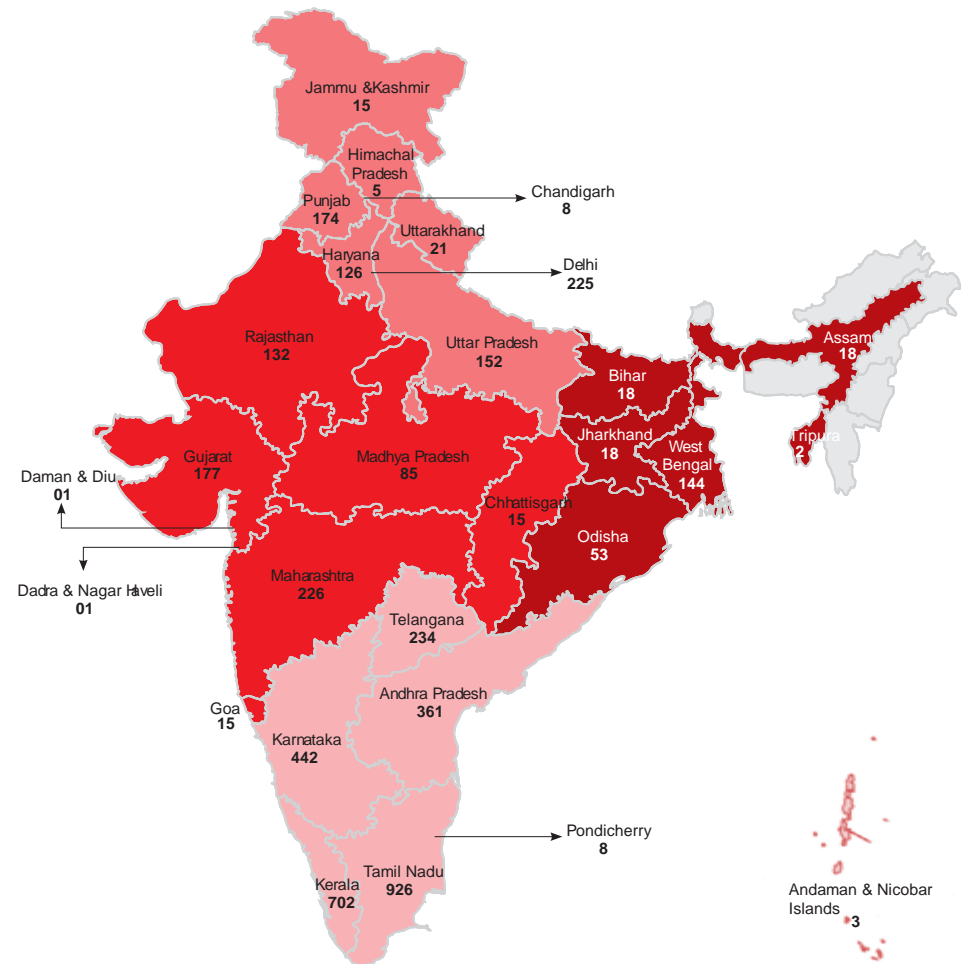 Jammu &Kashmir
15
Himachal
Pradesh
5
Chandigarh
8
Punjab
174
Uttarakhand
21
Haryana
126
Delhi
225
Rajasthan
132
Uttar Pradesh
152
Assam
18
Bihar
18
Tripura
2
Jharkhand
18
West
Bengal
144
Gujarat
177
Madhya Pradesh
85
Daman & Diu
01
Chhattisgarh
15
Odisha
53
Dadra & Nagar Haveli
01
Maharashtra
226
Telangana
234
Andhra Pradesh
361
Goa
15
Karnataka
442
Pondicherry
8
Kerala
702
Tamil Nadu
926
Andaman & Nicobar
Islands
3